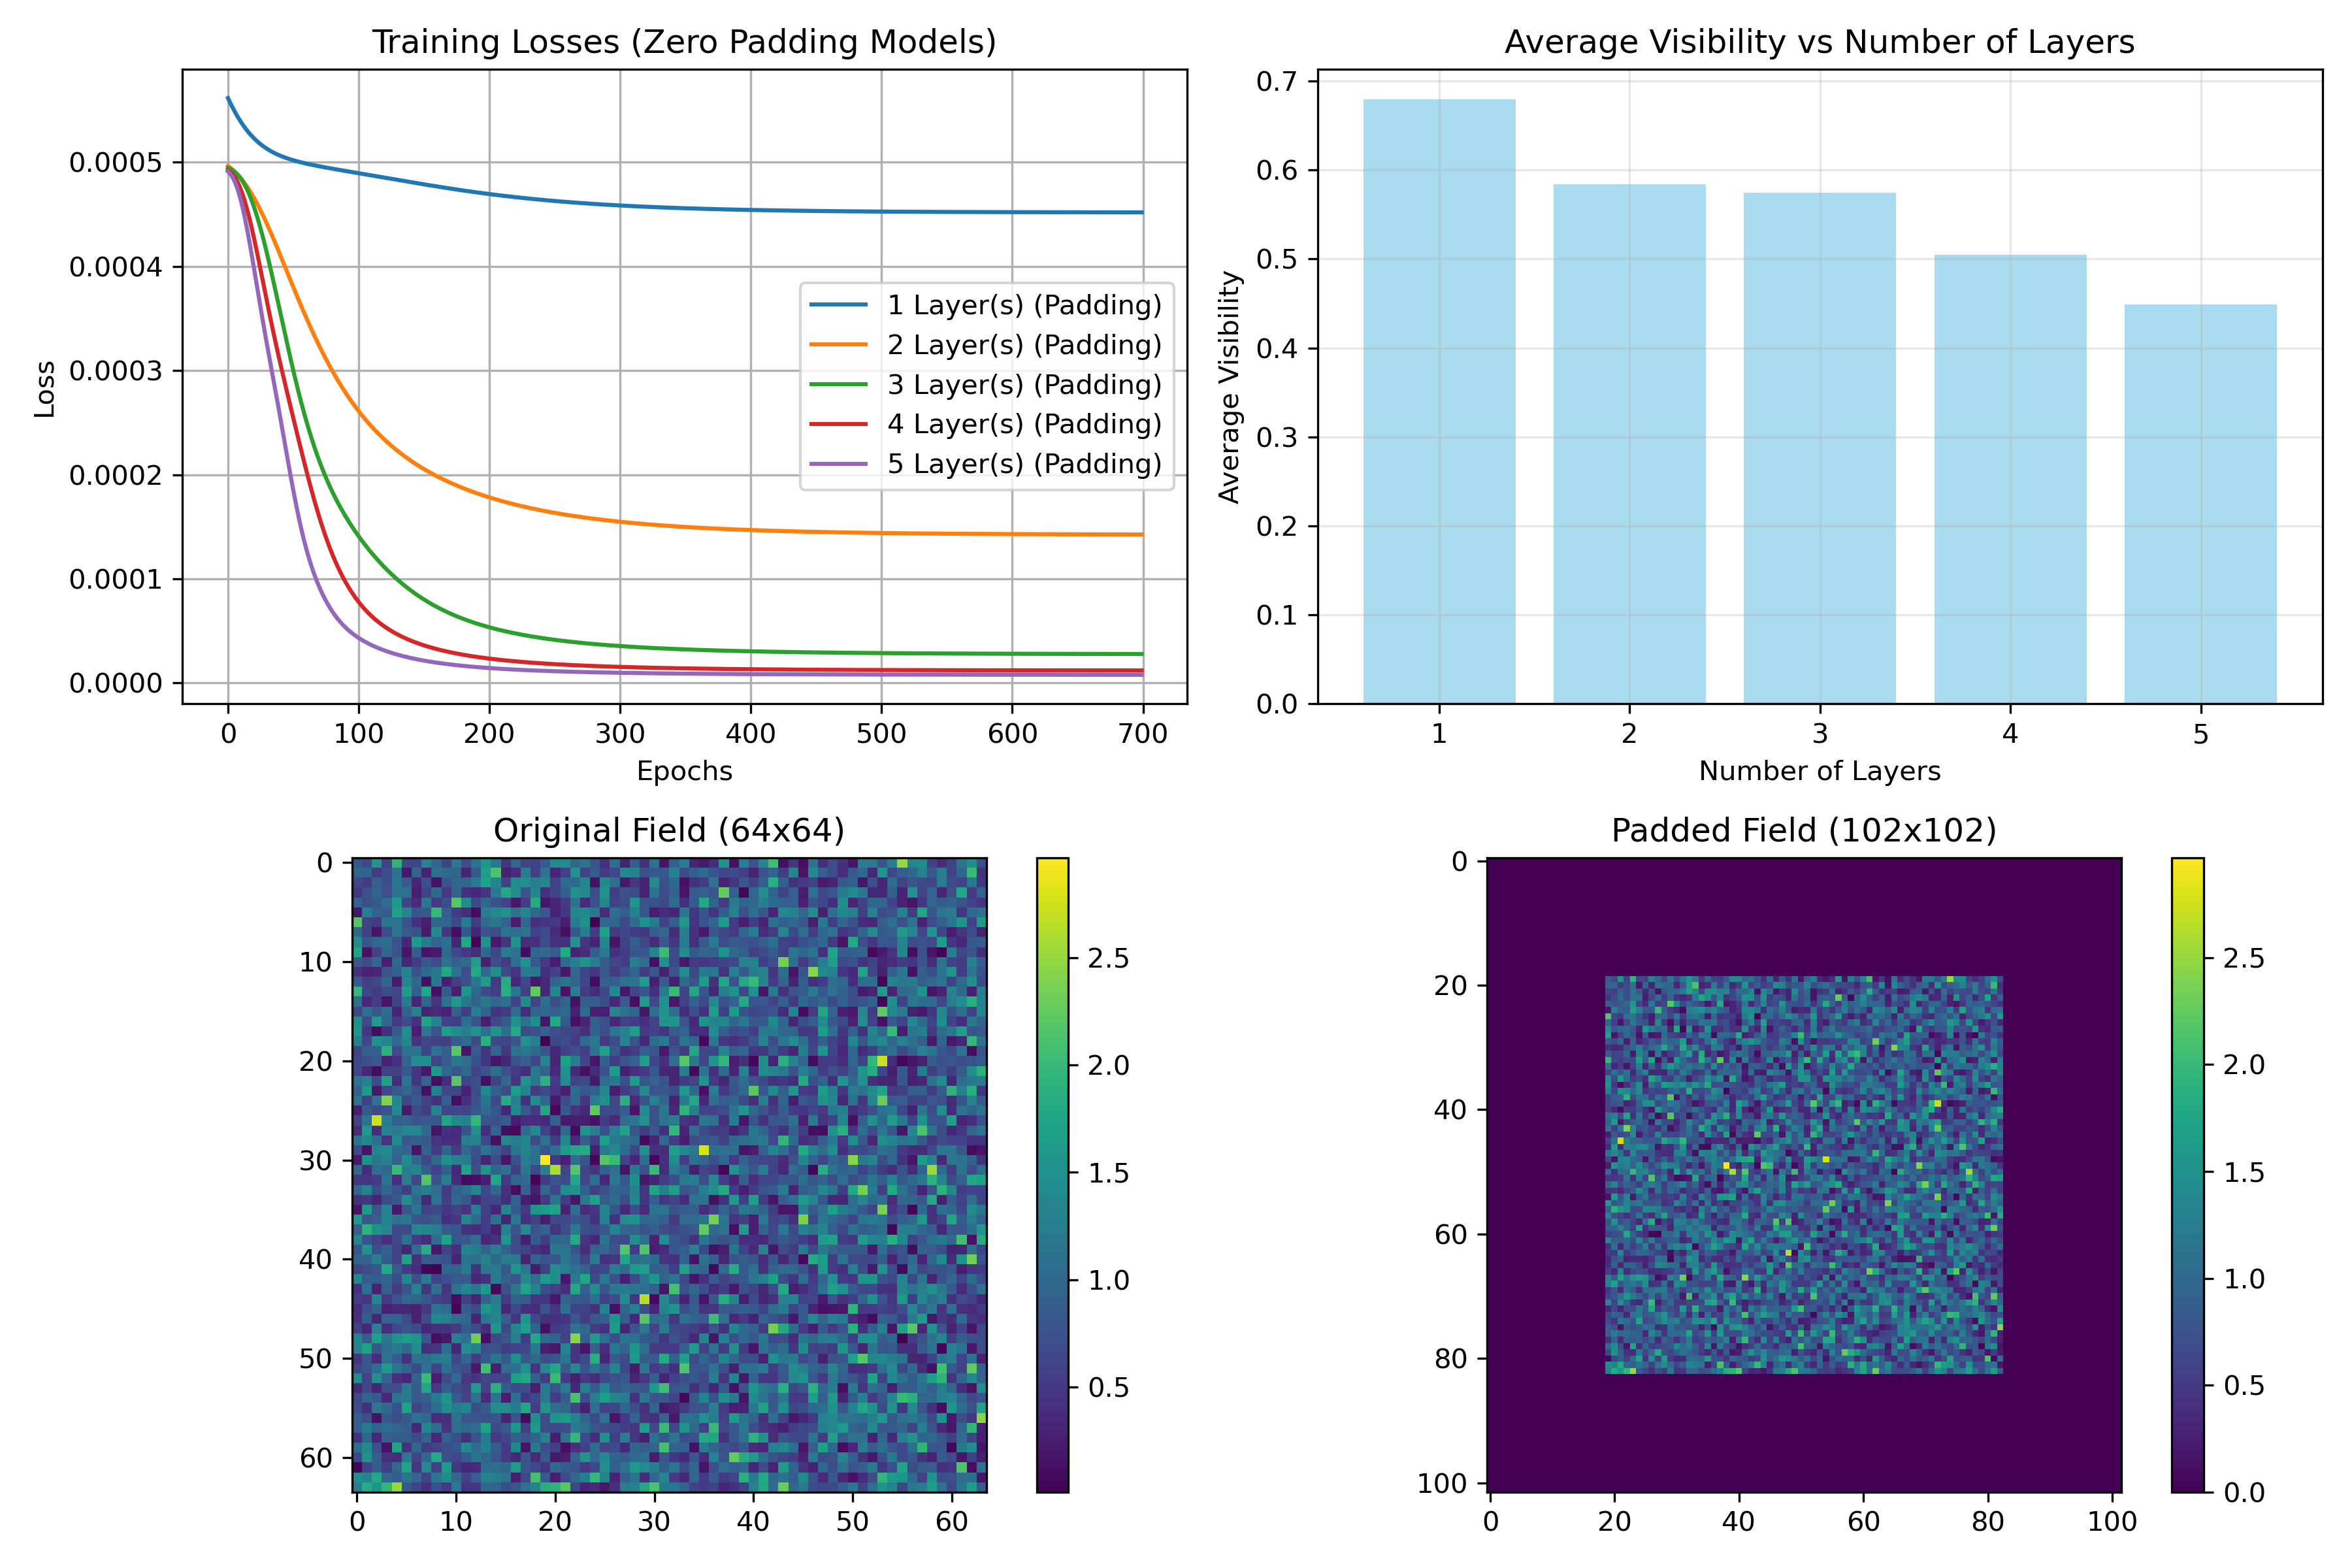 Training Losses (Zero Padding Models)
Loss
0.0005
0.0004
0.0003
0.0002
0.0001
0.0000
1 Layer(s) (Padding)
2 Layer(s) (Padding)
3 Layer(s) (Padding)
4 Layer(s) (Padding)
5 Layer(s) (Padding)
0 100 200 300 400 500 600 700
Epochs
Average Visibility vs Number of Layers
Average Visibility
0.7
0.6
0.5
0.4
0.3
0.2
0.1
0.0
1 2 3 4 5
Number of Layers
Original Field (64x64)
0
10
20
30
40
50
60
0 10 20 30 40 50 60
2.5
2.0
1.5
1.0
0.5
Padded Field (102x102)
0
20
40
60
80
100
0 20 40 60 80 100
2.5
2.0
1.5
1.0
0.5
0.0